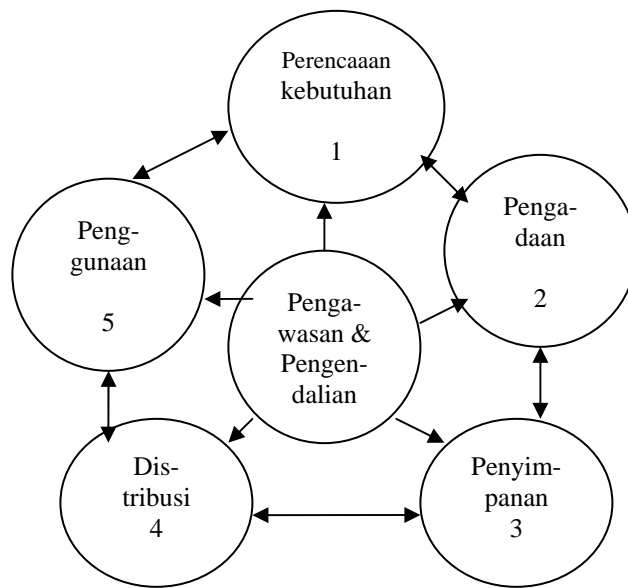 Perencaaan
kebutuhan
1
Penga-
daan
2
Peng-
gunaan
5
Penga-
wasan &
Pengen-
dalian
Dis-
tribusi
4
Penyim-
panan
3